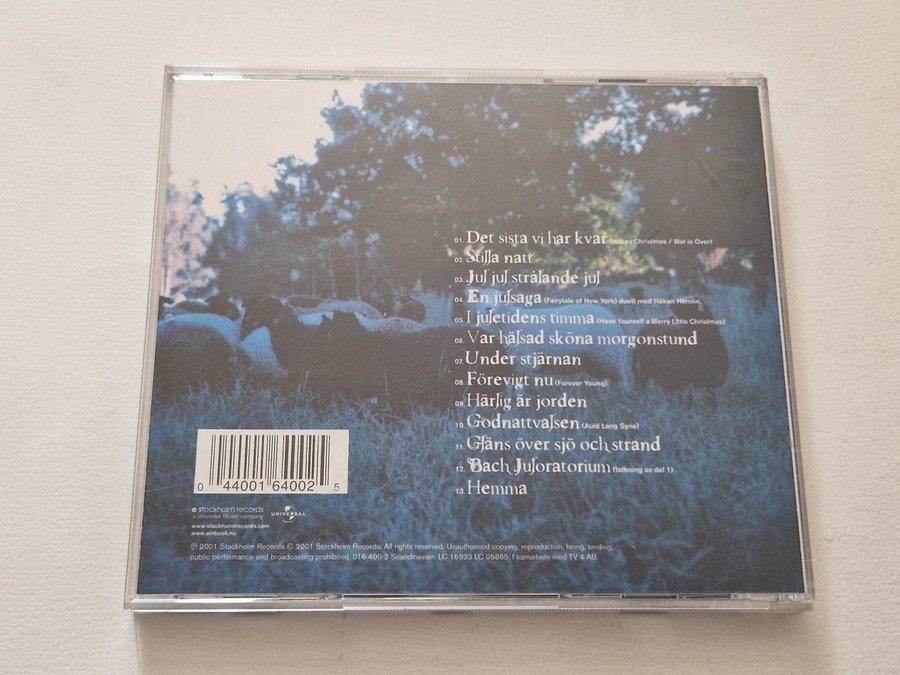 01. Det sista vi har kvar (Happy Christmas / War is Over)
02. Stilla natt
03. Jul jul strålande jul
04. En julsaga (Fairytale of New York) duett med Håkan Hemlin
05. I juletidens timma (Have Yourself a Merry Little Christmas)
06. Var hälsad sköna morgonstund
07. Under stjärnan
08. Förevigt nu (Forever Young)
09. Härlig är jorden
10. Godnattvalsen (Auld Lang Syne)
11. Gläns över sjö och strand
12. Bach Juloratorium (tolkning av del 1)
13. Hemma
0 44001 64002 5
stockholm records
a Universal Music company
UNIVERSAL
www.stockholmrecords.com
www.ainbusk.nu
℗ 2001 Stockholm Records © 2001 Stockholm Records. All rights reserved. Unauthorised copying, reproduction, hiring, lending,
public performance and broadcasting prohibited. 016 400-2 Scandinavian: LC 16923 LC 05865. I samarbete med TV 4 AB.